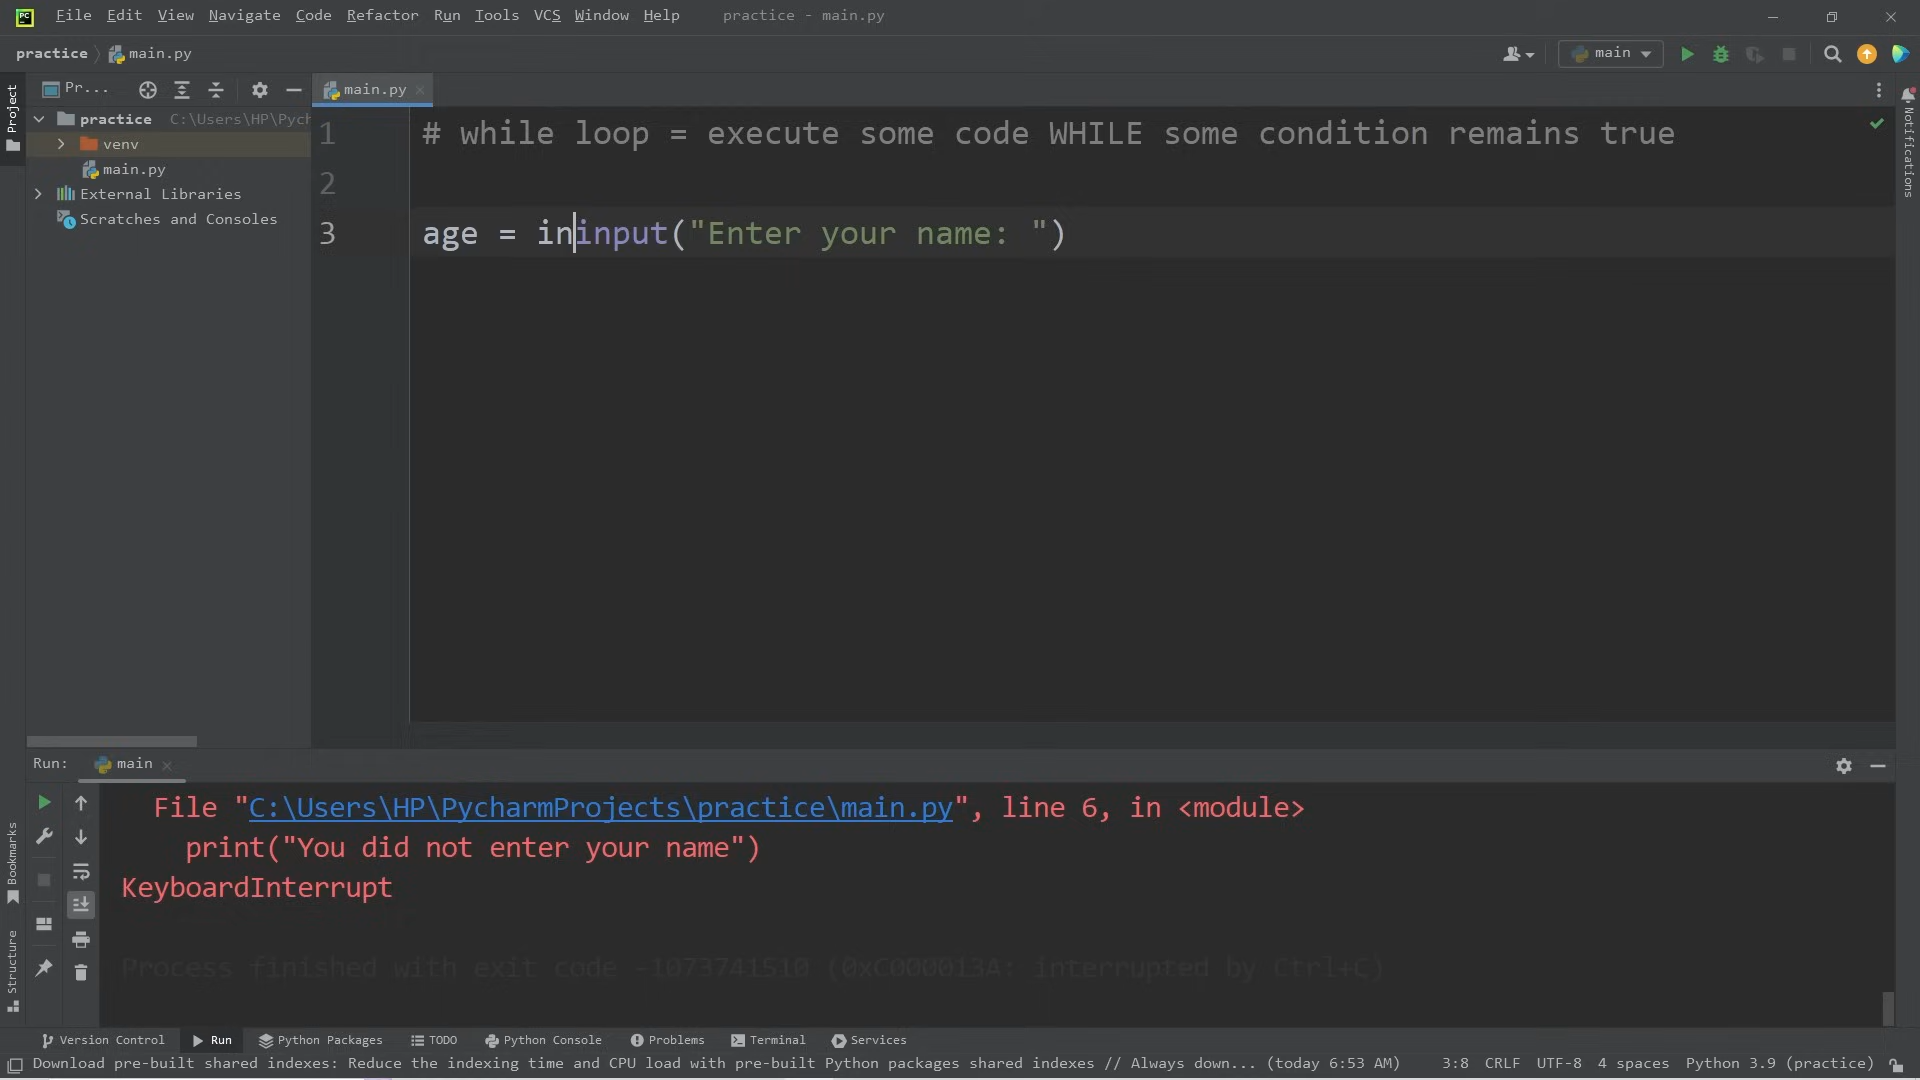 File Edit View Navigate Code Refactor Run Tools VCS Window Help practice - main.py
practice main.py main
Pr... main.py
Project
practice C:\Users\HP\Pych
venv
main.py
External Libraries
Scratches and Consoles
1 # while loop = execute some code WHILE some condition remains true
2
3 age = ininput("Enter your name: ")
Notifications
Run: main
File "C:\Users\HP\PycharmProjects\practice\main.py", line 6, in <module>
print("You did not enter your name")
KeyboardInterrupt
Process finished with exit code -1073741510 (0xC000013A: interrupted by Ctrl+C)
Bookmarks
Structure
Version Control Run Python Packages TODO Python Console Problems Terminal Services
Download pre-built shared indexes: Reduce the indexing time and CPU load with pre-built Python packages shared indexes // Always down... (today 6:53 AM) 3:8 CRLF UTF-8 4 spaces Python 3.9 (practice)